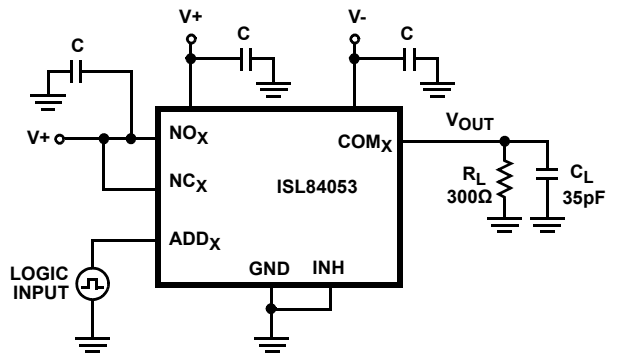 V+
V-
C
C
C
V+
NOX
COMX
VOUT
NCX
ISL84053
RL
300Ω
CL
35pF
ADDX
LOGIC
INPUT
GND
INH